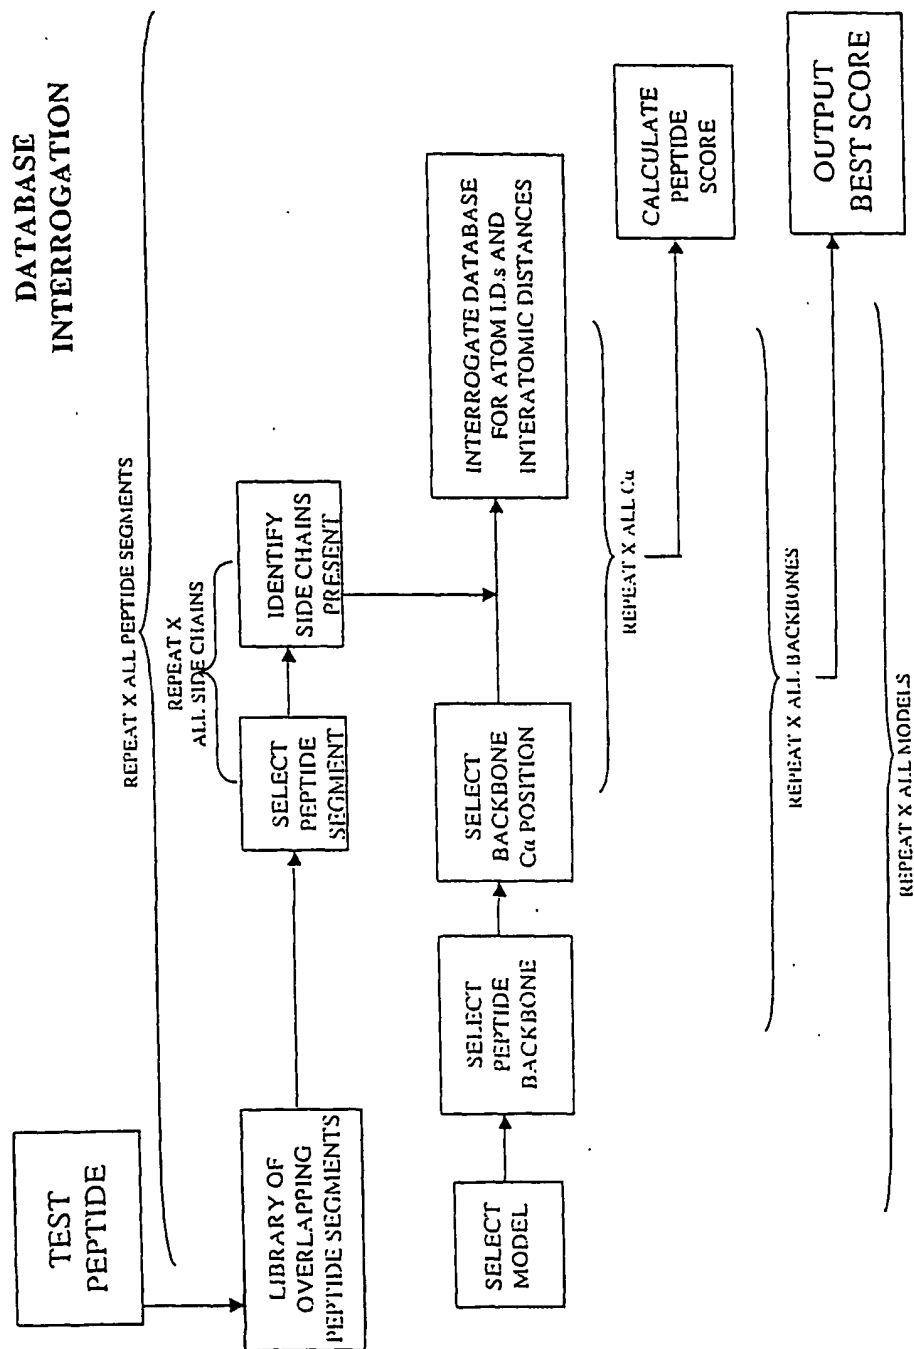 DATABASE
INTERROGATION
TEST
PEPTIDE
REPEAT X ALL PEPTIDE SEGMENTS
REPEAT X
ALL SIDE CHAINS
LIBRARY OF
OVERLAPPING
PEPTIDE SEGMENTS
SELECT
PEPTIDE
SEGMENT
IDENTIFY
SIDE CHAINS
PRESENT
SELECT
MODEL
SELECT
PEPTIDE
BACKBONE
SELECT
BACKBONE
Cα POSITION
INTERROGATE DATABASE
FOR ATOM I.D.s AND
INTERATOMIC DISTANCES
REPEAT X ALL Cα
CALCULATE
PEPTIDE
SCORE
REPEAT X ALL BACKBONES
OUTPUT
BEST SCORE
REPEAT X ALL MODELS